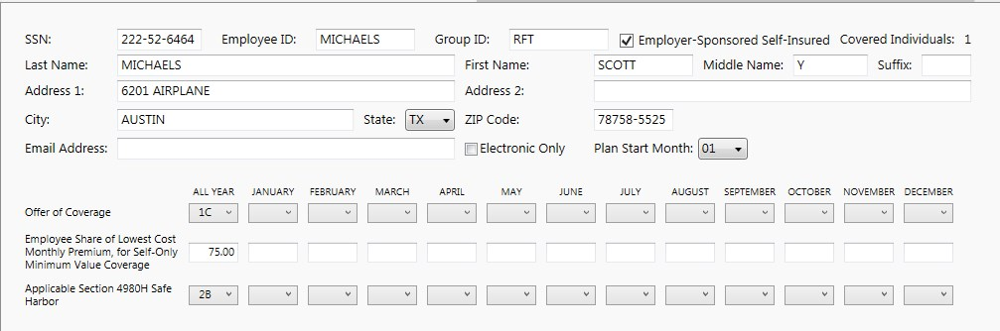 SSN: 222-52-6464 Employee ID: MICHAELS Group ID: RFT Employer-Sponsored Self-Insured Covered Individuals: 1
Last Name: MICHAELS First Name: SCOTT Middle Name: Y Suffix:
Address 1: 6201 AIRPLANE Address 2:
City: AUSTIN State: TX ZIP Code: 78758-5525
Email Address: Electronic Only Plan Start Month: 01
ALL YEAR JANUARY FEBRUARY MARCH APRIL MAY JUNE JULY AUGUST SEPTEMBER OCTOBER NOVEMBER DECEMBER
Offer of Coverage 1C
Employee Share of Lowest Cost
Monthly Premium, for Self-Only 75.00
Minimum Value Coverage
Applicable Section 4980H Safe 2B
Harbor